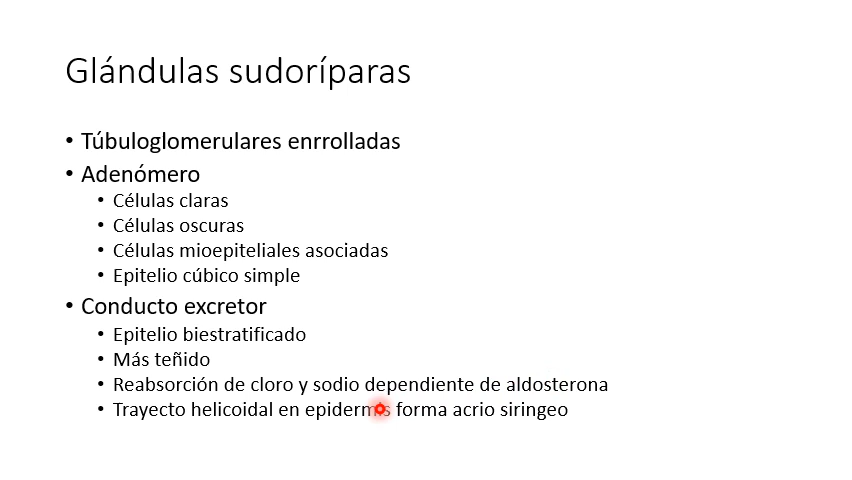 Glándulas sudoríparas
• Túbuloglomerulares enrrolladas
• Adenómero
• Células claras
• Células oscuras
• Células mioepiteliales asociadas
• Epitelio cúbico simple
• Conducto excretor
• Epitelio biestratificado
• Más teñido
• Reabsorción de cloro y sodio dependiente de aldosterona
• Trayecto helicoidal en epidermis forma acrio siringeo